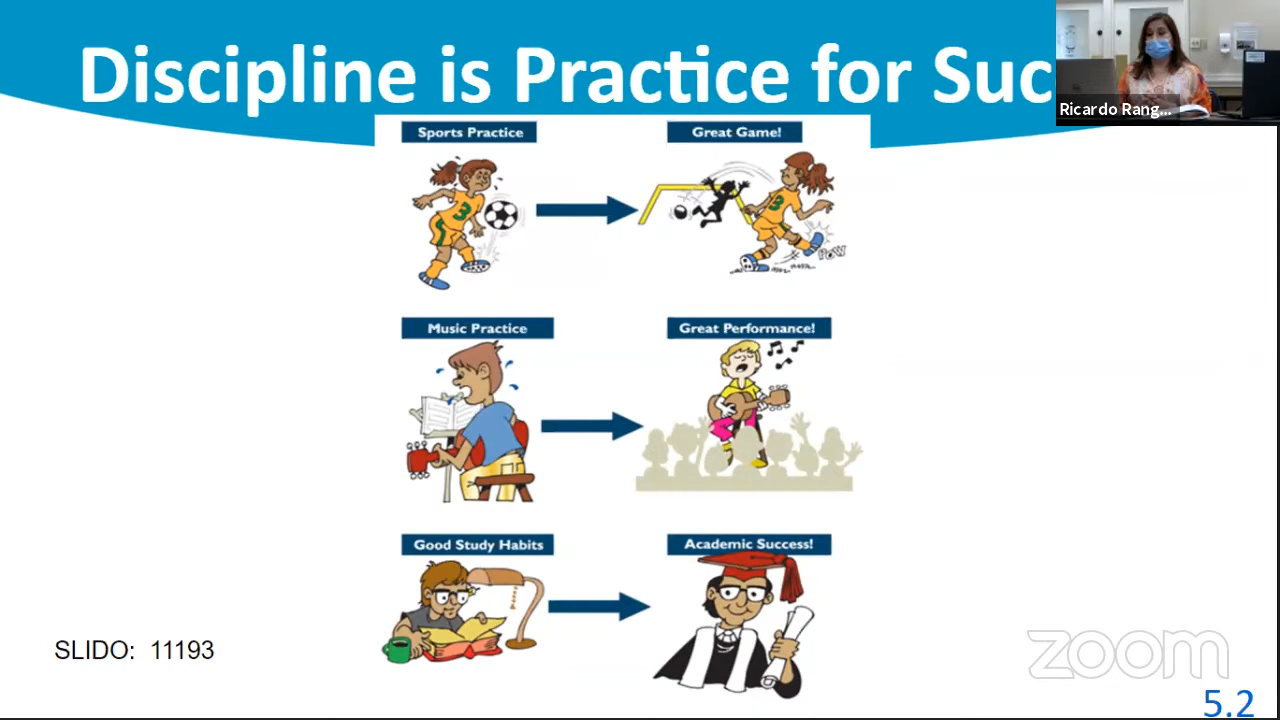 Discipline is Practice for Suc
Ricardo Rang...
Sports Practice
Great Game!
3
3
POW
Music Practice
Great Performance!
Good Study Habits
Academic Success!
SLIDO: 11193
zoom
5.2